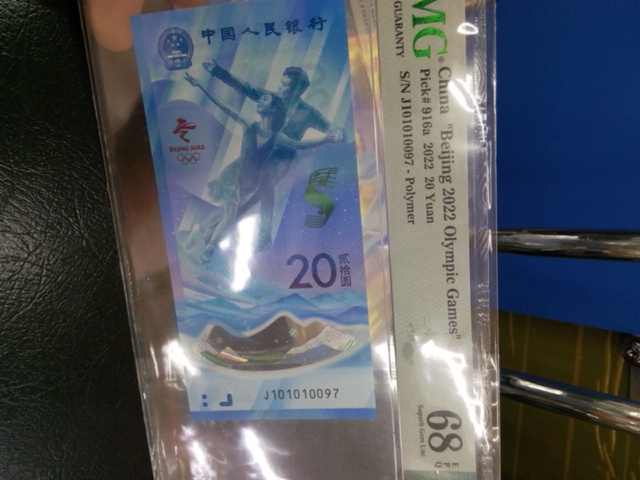 中国人民银行
BEIJING 2022
20
贰拾圆
J101010097
MG
GUARANTY
China "Beijing 2022 Olympic Games"
Pick# 916a 2022 20 Yuan
S/N J101010097 - Polymer
68
EPQ
Superb Gem Unc